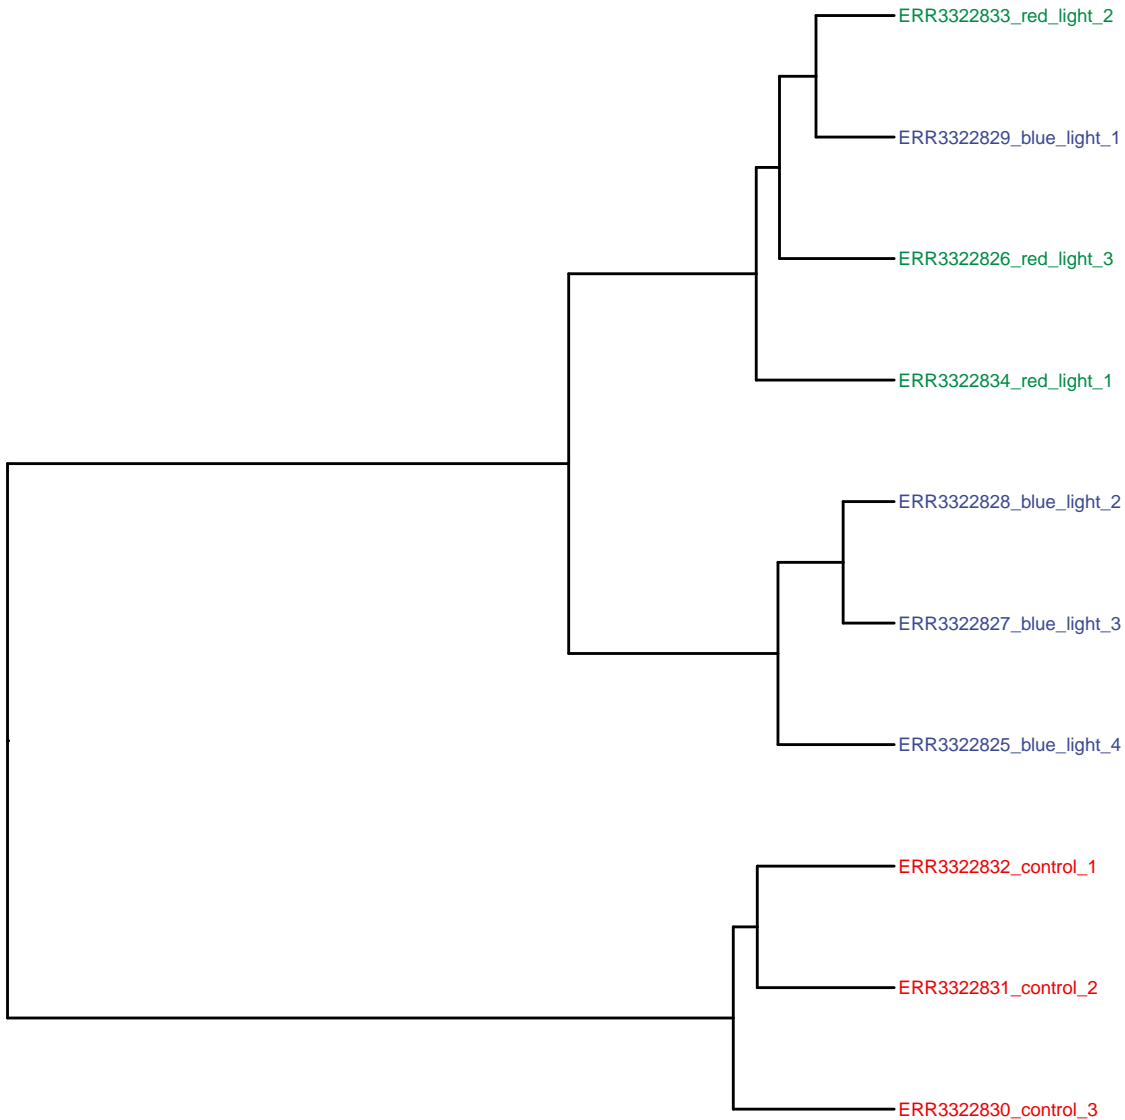 ERR3322833_red_light_2
ERR3322829_blue_light_1
ERR3322826_red_light_3
ERR3322834_red_light_1
ERR3322828_blue_light_2
ERR3322827_blue_light_3
ERR3322825_blue_light_4
ERR3322832_control_1
ERR3322831_control_2
ERR3322830_control_3